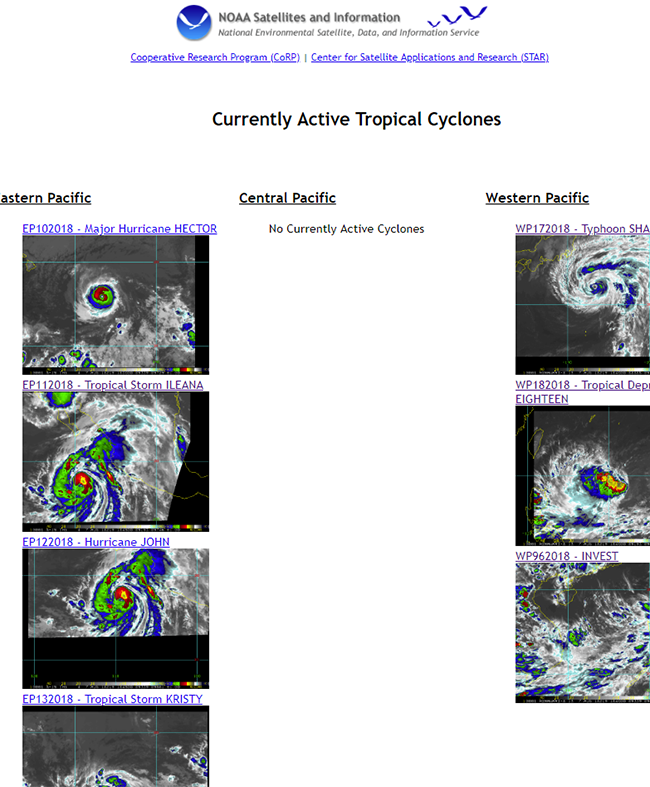 NOAA Satellites and Information
National Environmental Satellite, Data, and Information Service
Cooperative Research Program (CoRP) | Center for Satellite Applications and Research (STAR)
Currently Active Tropical Cyclones
astern Pacific
EP102018 - Major Hurricane HECTOR
EP112018 - Tropical Storm ILEANA
EP122018 - Hurricane JOHN
EP132018 - Tropical Storm KRISTY
Central Pacific
No Currently Active Cyclones
Western Pacific
WP172018 - Typhoon SHA
WP182018 - Tropical Dep
EIGHTEEN
WP962018 - INVEST